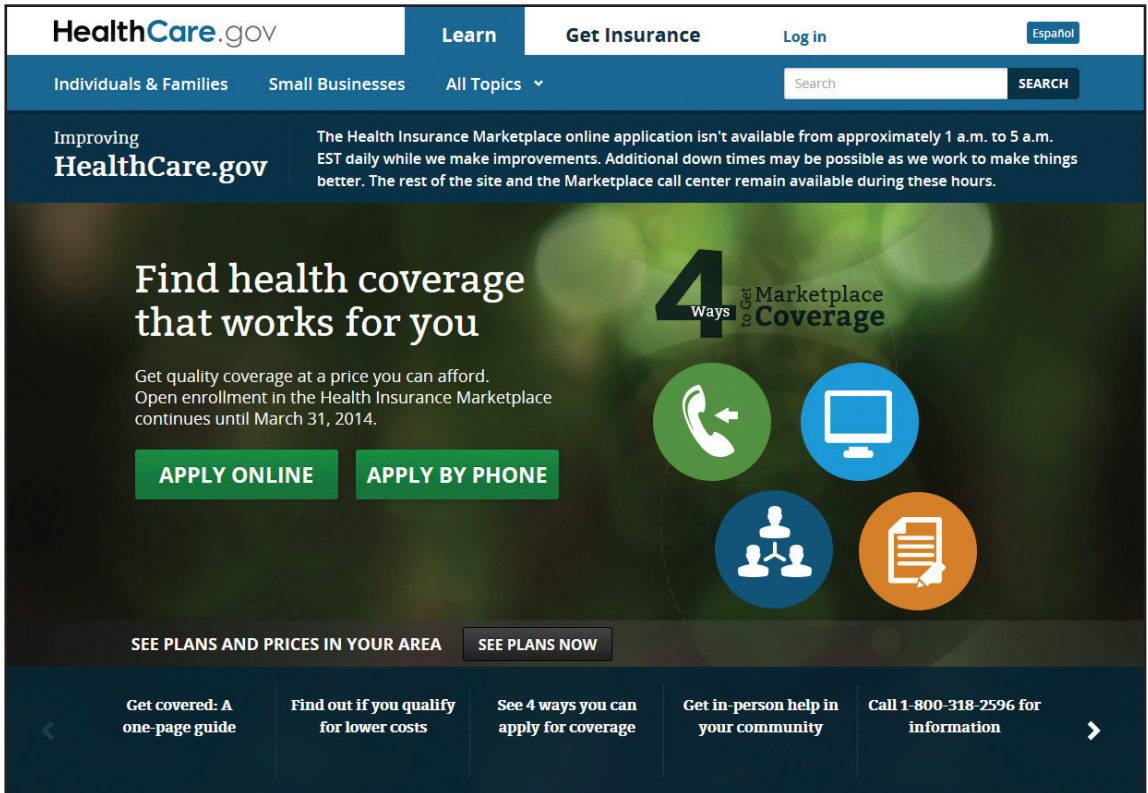 HealthCare.gov
Learn
Get Insurance
Log in
Español
Individuals & Families
Small Businesses
All Topics
Search
SEARCH
Improving
HealthCare.gov
The Health Insurance Marketplace online application isn't available from approximately 1 a.m. to 5 a.m.
EST daily while we make improvements. Additional down times may be possible as we work to make things
better. The rest of the site and the Marketplace call center remain available during these hours.
Find health coverage
that works for you
Get quality coverage at a price you can afford.
Open enrollment in the Health Insurance Marketplace
continues until March 31, 2014.
APPLY ONLINE
APPLY BY PHONE
4
Ways
to Get
Marketplace
Coverage
SEE PLANS AND PRICES IN YOUR AREA
SEE PLANS NOW
Get covered: A
one-page guide
Find out if you qualify
for lower costs
See 4 ways you can
apply for coverage
Get in-person help in
your community
Call 1-800-318-2596 for
information